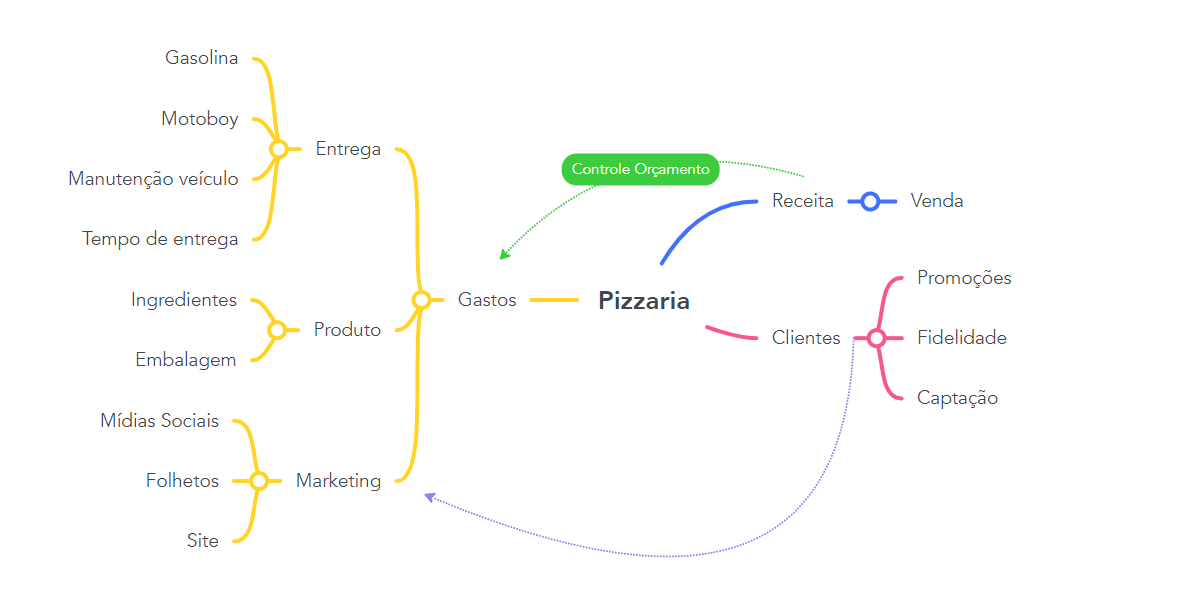 Gasolina
Motoboy
Manutenção veículo
Tempo de entrega
Entrega
Ingredientes
Embalagem
Produto
Mídias Sociais
Folhetos
Site
Marketing
Gastos
Pizzaria
Controle Orçamento
Receita
Venda
Clientes
Promoções
Fidelidade
Captação